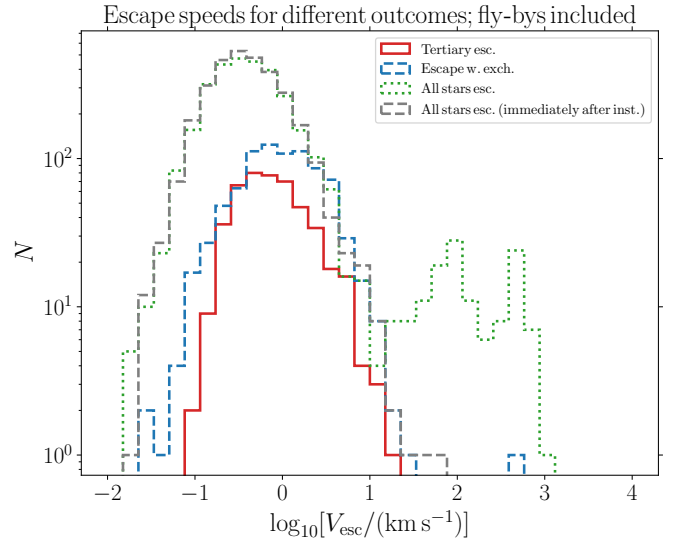 Escape speeds for different outcomes; fly-bys included
Tertiary esc.
Escape w. exch.
All stars esc.
All stars esc. (immediately after inst.)
N
10²
10¹
10⁰
−2 −1 0 1 2 3 4
log₁₀[V_esc/(km s⁻¹)]